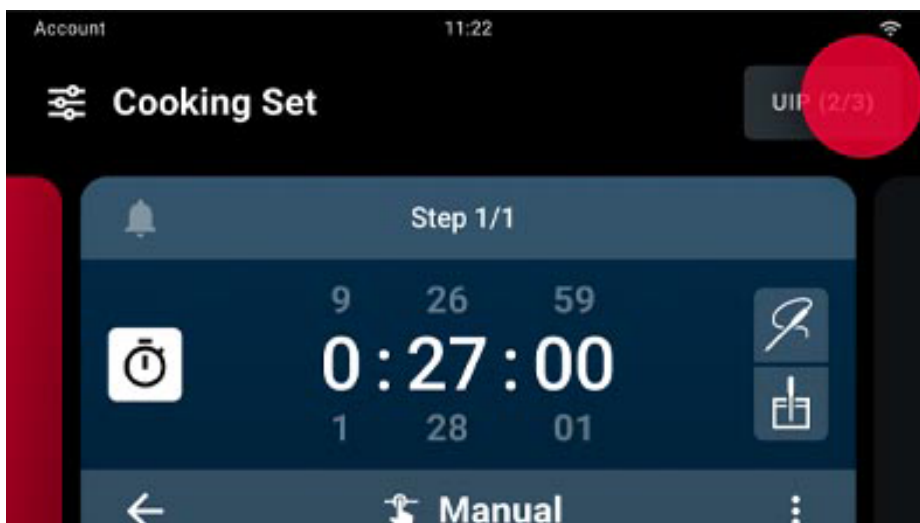 Account 11:22
Cooking Set UIP (2/3)
Step 1/1
9 26 59
0 : 27 : 00
1 28 01
Manual